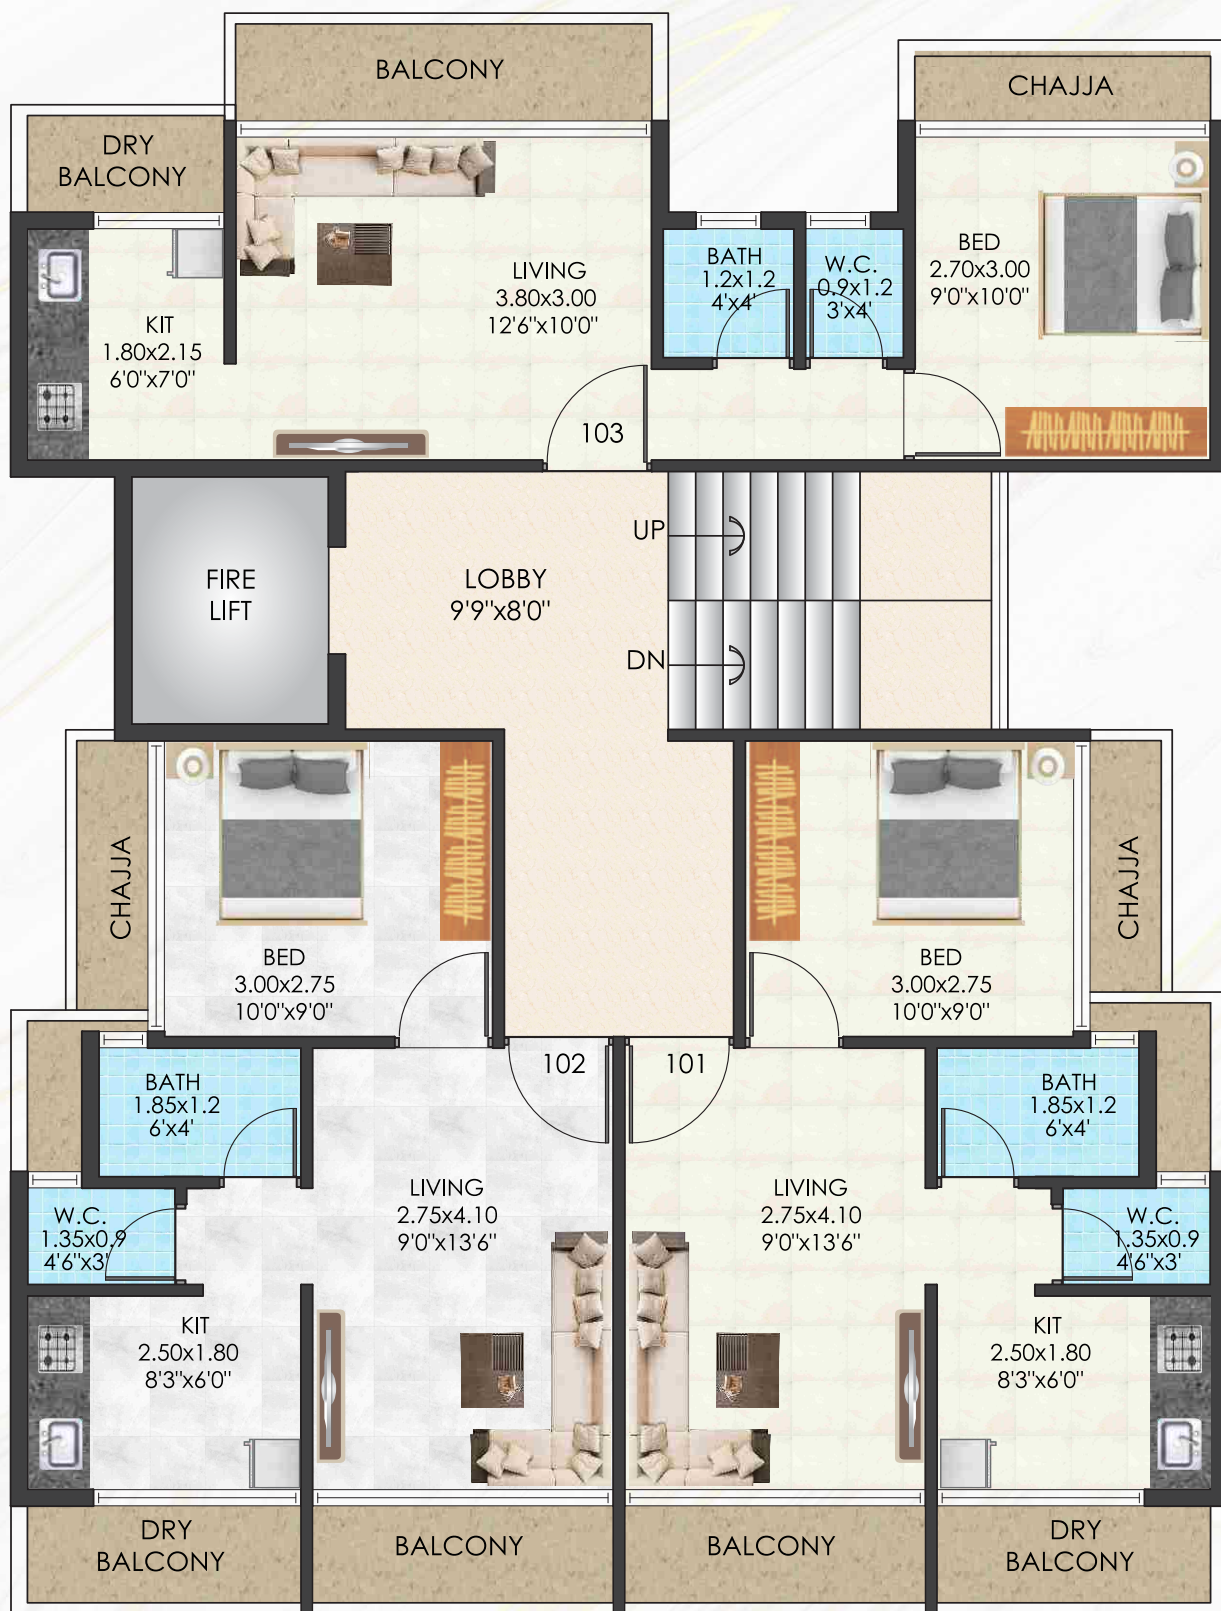 BALCONY
CHAJJA
DRY
BALCONY
LIVING
3.80x3.00
12'6"x10'0"
BATH
1.2x1.2
4'x4'
W.C.
0.9x1.2
3'x4'
BED
2.70x3.00
9'0"x10'0"
KIT
1.80x2.15
6'0"x7'0"
103
FIRE
LIFT
LOBBY
9'9"x8'0"
UP
DN
CHAJJA
BED
3.00x2.75
10'0"x9'0"
BED
3.00x2.75
10'0"x9'0"
CHAJJA
102
101
BATH
1.85x1.2
6'x4'
BATH
1.85x1.2
6'x4'
W.C.
1.35x0.9
4'6"x3'
LIVING
2.75x4.10
9'0"x13'6"
LIVING
2.75x4.10
9'0"x13'6"
W.C.
1.35x0.9
4'6"x3'
KIT
2.50x1.80
8'3"x6'0"
KIT
2.50x1.80
8'3"x6'0"
DRY
BALCONY
BALCONY
BALCONY
DRY
BALCONY